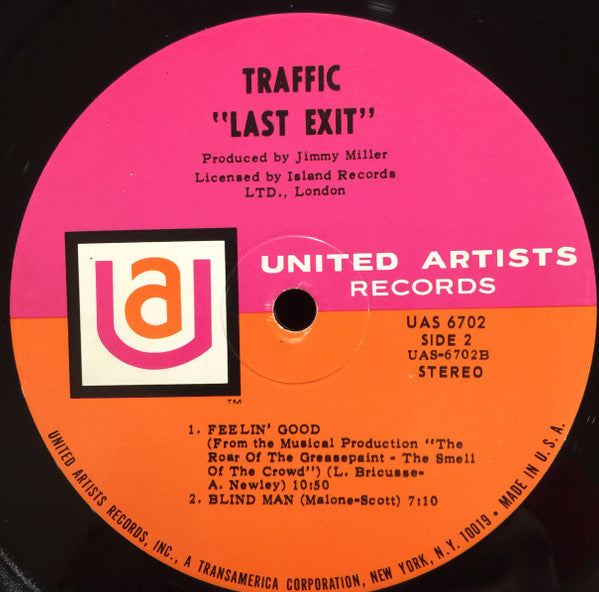 TRAFFIC
"LAST EXIT"
Produced by Jimmy Miller
Licensed by Island Records
LTD., London
ua
UNITED ARTISTS
RECORDS
UAS 6702
SIDE 2
UAS-6702B
STEREO
TM
1. FEELIN' GOOD
(From the Musical Production "The
Roar Of The Greasepaint - The Smell
Of The Crowd") (L. Bricusse-
A. Newley) 10:50
2. BLIND MAN (Malone-Scott) 7:10
UNITED ARTISTS RECORDS, INC., A TRANSAMERICA CORPORATION, NEW YORK, N.Y. 10019 • MADE IN U.S.A.